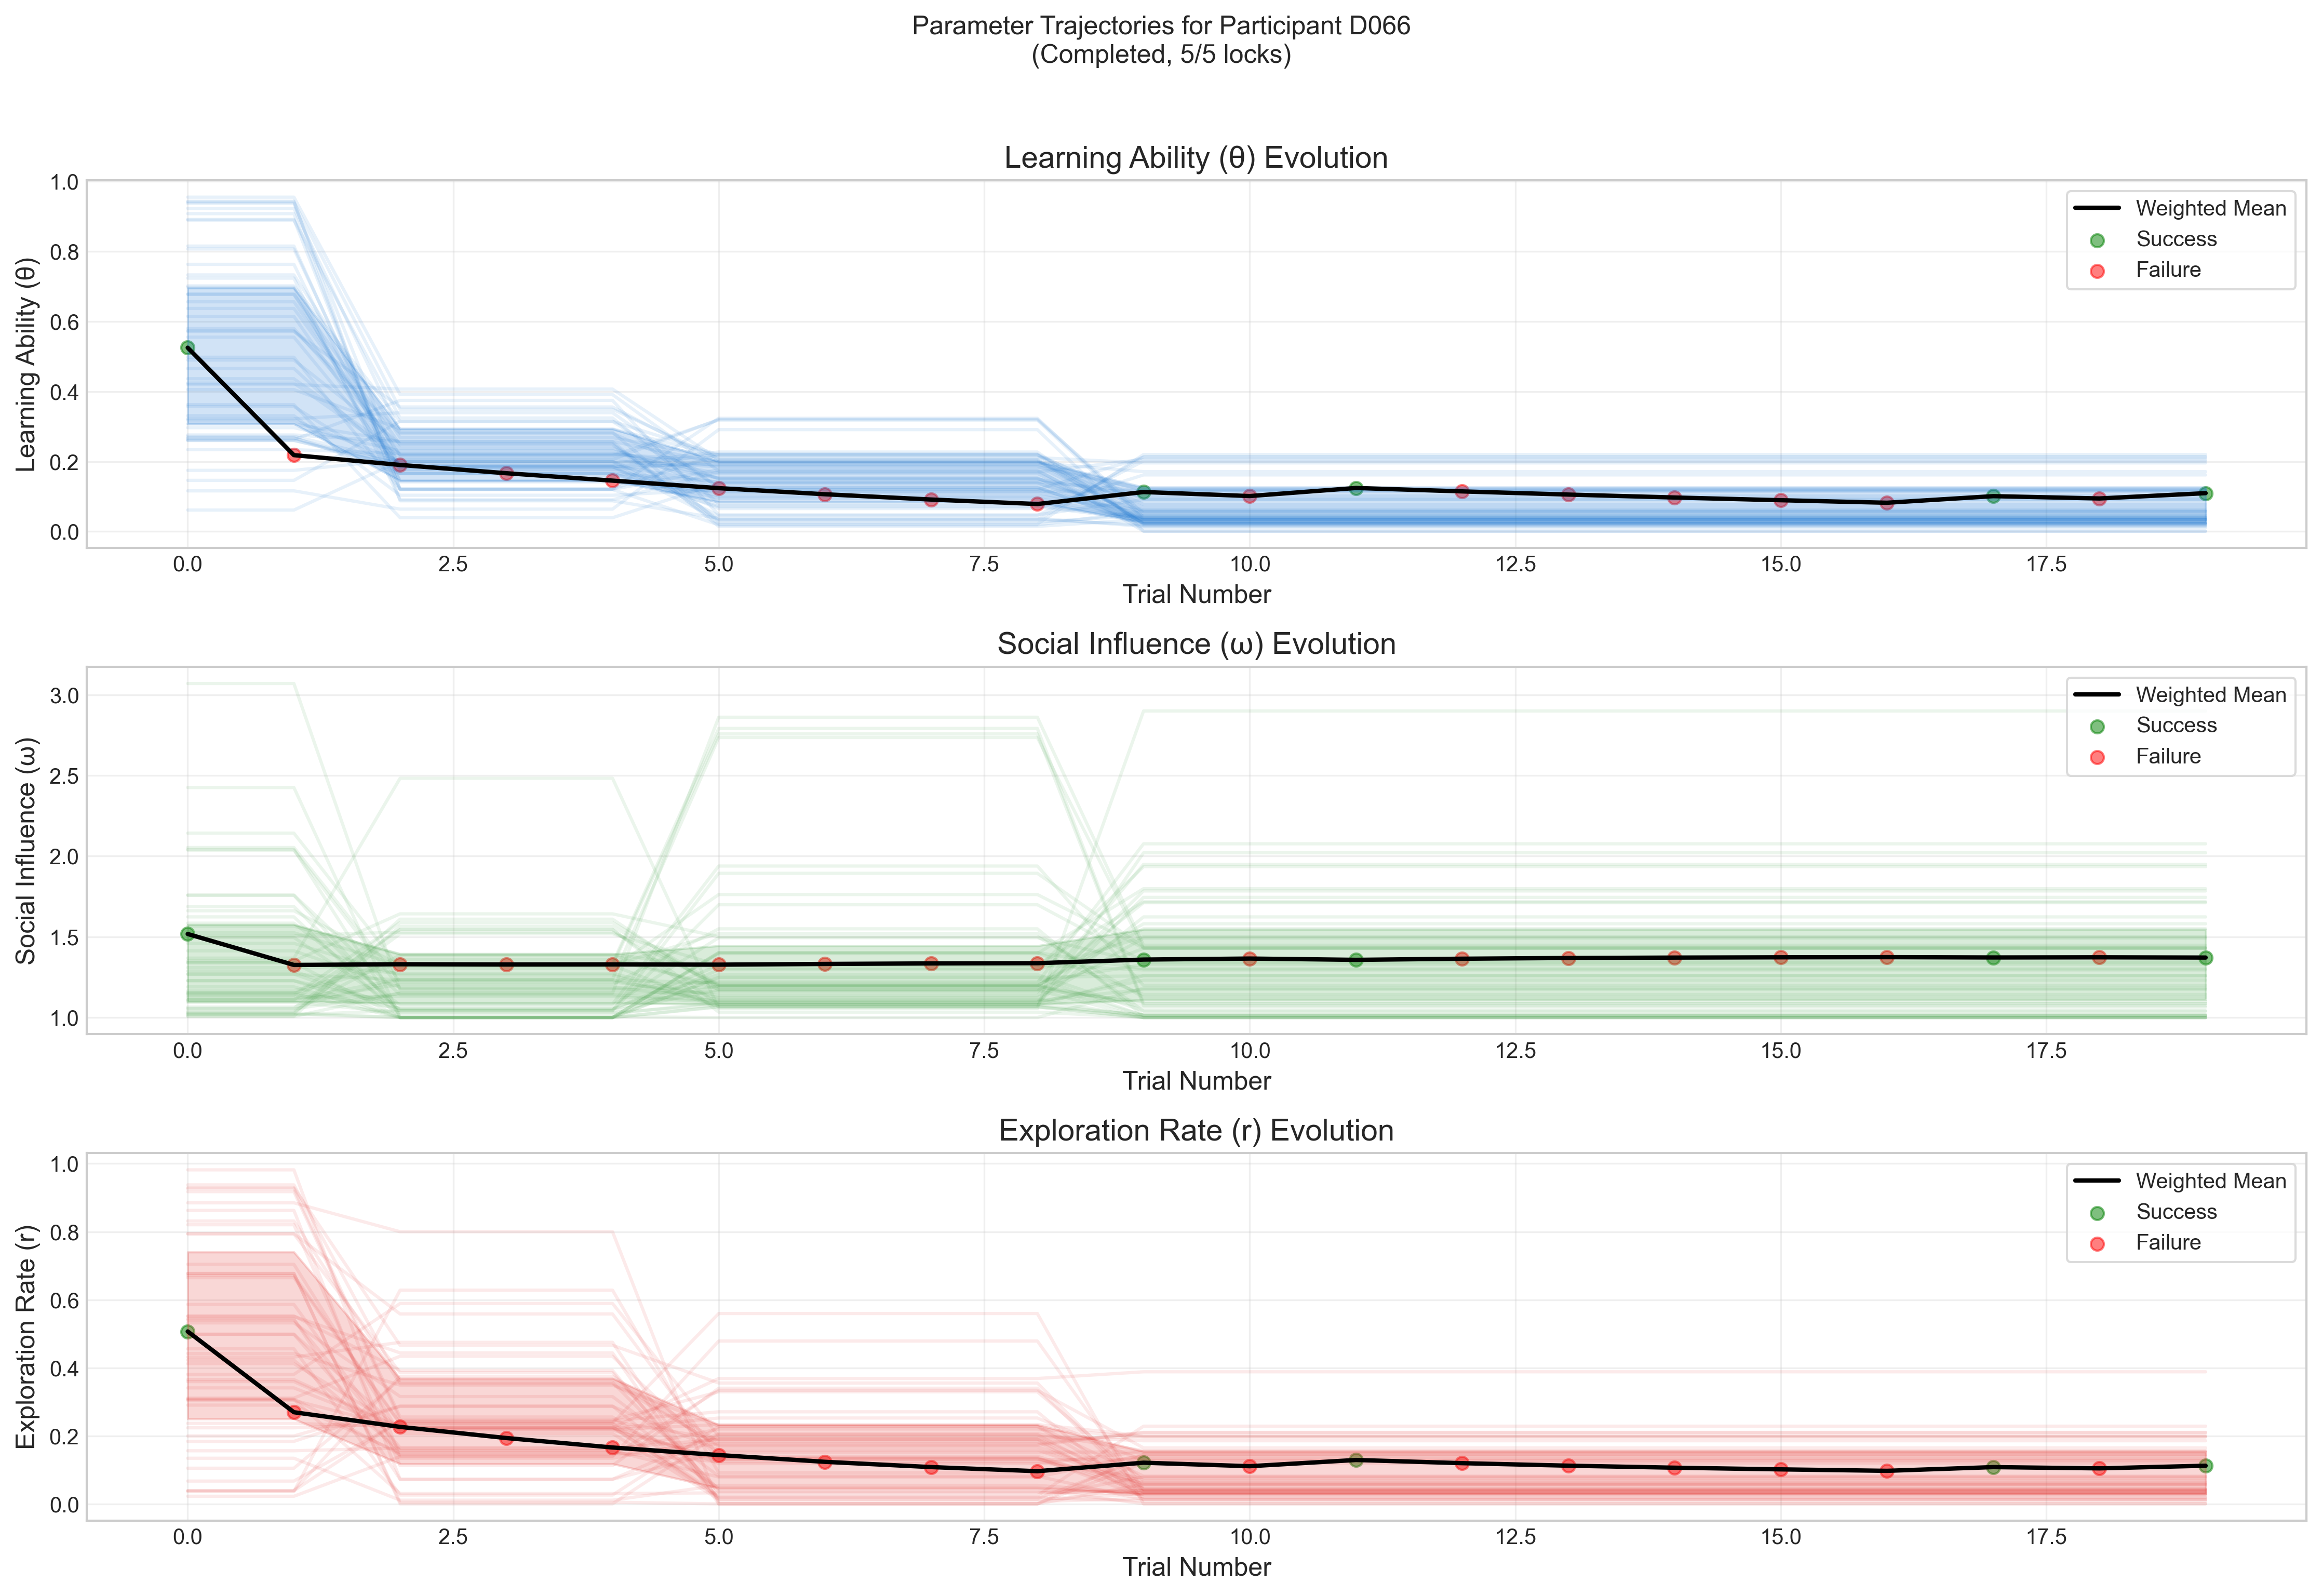 Parameter Trajectories for Participant D066
(Completed, 5/5 locks)
Learning Ability (θ) Evolution
Learning Ability (θ)
1.0
0.8
0.6
0.4
0.2
0.0
Weighted Mean
Success
Failure
0.0 2.5 5.0 7.5 10.0 12.5 15.0 17.5
Trial Number
Social Influence (ω) Evolution
Social Influence (ω)
3.0
2.5
2.0
1.5
1.0
Weighted Mean
Success
Failure
0.0 2.5 5.0 7.5 10.0 12.5 15.0 17.5
Trial Number
Exploration Rate (r) Evolution
Exploration Rate (r)
1.0
0.8
0.6
0.4
0.2
0.0
Weighted Mean
Success
Failure
0.0 2.5 5.0 7.5 10.0 12.5 15.0 17.5
Trial Number